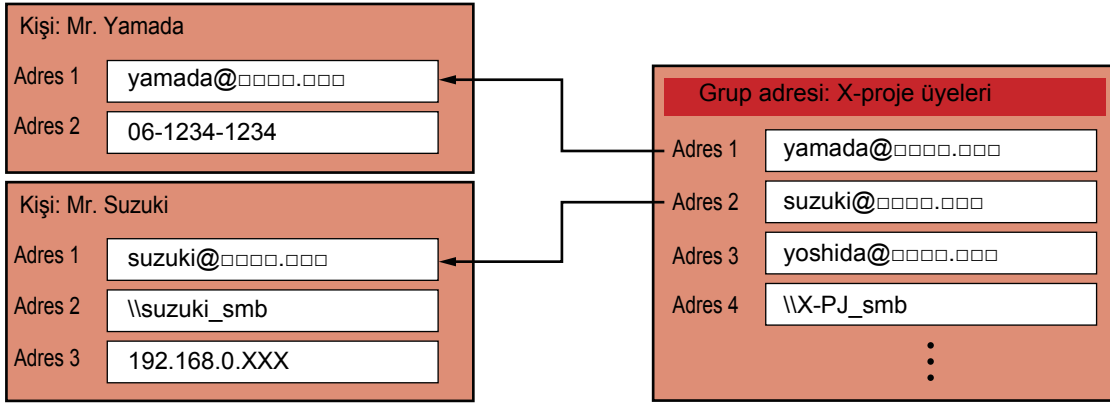 Kişi: Mr. Yamada
Adres 1 yamada@□□□□.□□□
Adres 2 06-1234-1234
Kişi: Mr. Suzuki
Adres 1 suzuki@□□□□.□□□
Adres 2 \\suzuki_smb
Adres 3 192.168.0.XXX
Grup adresi: X-proje üyeleri
Adres 1 yamada@□□□□.□□□
Adres 2 suzuki@□□□□.□□□
Adres 3 yoshida@□□□□.□□□
Adres 4 \\X-PJ_smb